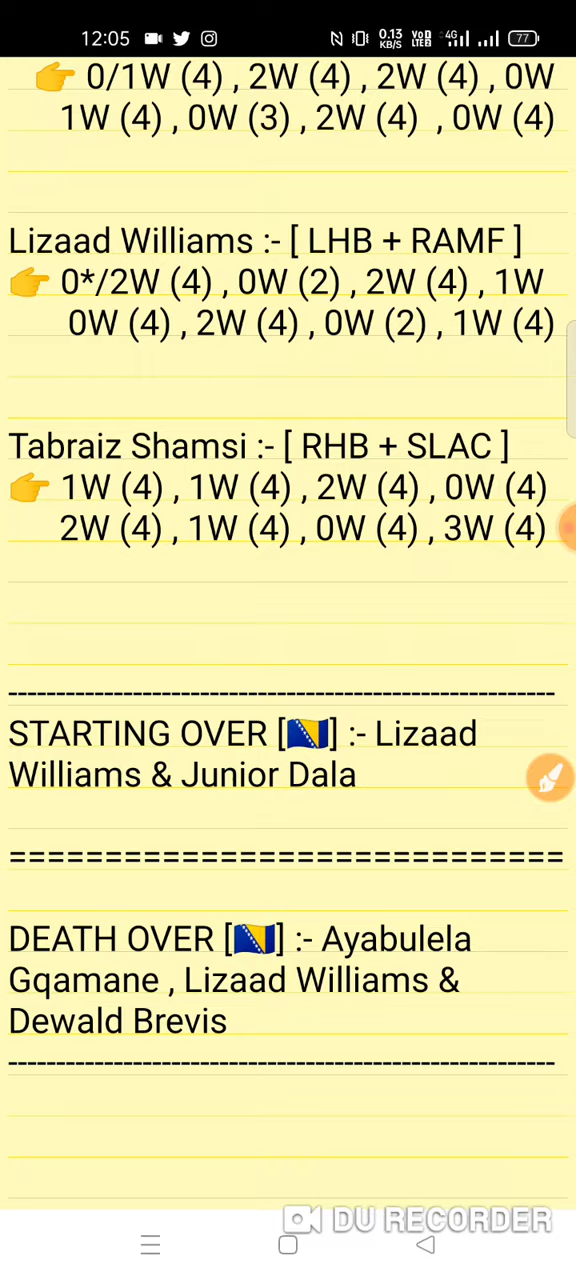 12:05 0.13 KB/S VoD LTE2 4G 77
👉 0/1W (4) , 2W (4) , 2W (4) , 0W
1W (4) , 0W (3) , 2W (4) , 0W (4)
Lizaad Williams :- [ LHB + RAMF ]
👉 0*/2W (4) , 0W (2) , 2W (4) , 1W
0W (4) , 2W (4) , 0W (2) , 1W (4)
Tabraiz Shamsi :- [ RHB + SLAC ]
👉 1W (4) , 1W (4) , 2W (4) , 0W (4)
2W (4) , 1W (4) , 0W (4) , 3W (4)
---------------------------------------------------------
STARTING OVER [🇧🇦] :- Lizaad
Williams & Junior Dala
=============================
DEATH OVER [🇧🇦] :- Ayabulela
Gqamane , Lizaad Williams &
Dewald Brevis
---------------------------------------------------------
DU RECORDER